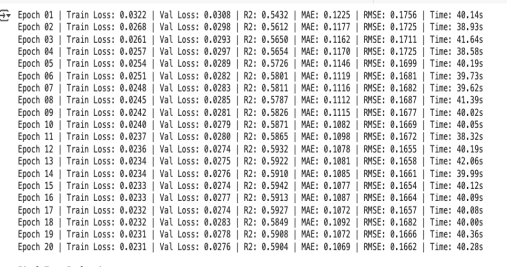 Epoch 01 | Train Loss: 0.0322 | Val Loss: 0.0308 | R2: 0.5432 | MAE: 0.1225 | RMSE: 0.1756 | Time: 40.14s
Epoch 02 | Train Loss: 0.0268 | Val Loss: 0.0298 | R2: 0.5612 | MAE: 0.1177 | RMSE: 0.1725 | Time: 38.93s
Epoch 03 | Train Loss: 0.0261 | Val Loss: 0.0293 | R2: 0.5650 | MAE: 0.1162 | RMSE: 0.1711 | Time: 41.64s
Epoch 04 | Train Loss: 0.0257 | Val Loss: 0.0297 | R2: 0.5654 | MAE: 0.1170 | RMSE: 0.1725 | Time: 38.58s
Epoch 05 | Train Loss: 0.0254 | Val Loss: 0.0289 | R2: 0.5726 | MAE: 0.1146 | RMSE: 0.1699 | Time: 40.19s
Epoch 06 | Train Loss: 0.0251 | Val Loss: 0.0282 | R2: 0.5801 | MAE: 0.1119 | RMSE: 0.1681 | Time: 39.73s
Epoch 07 | Train Loss: 0.0248 | Val Loss: 0.0283 | R2: 0.5811 | MAE: 0.1116 | RMSE: 0.1682 | Time: 39.62s
Epoch 08 | Train Loss: 0.0245 | Val Loss: 0.0285 | R2: 0.5787 | MAE: 0.1112 | RMSE: 0.1687 | Time: 41.39s
Epoch 09 | Train Loss: 0.0242 | Val Loss: 0.0281 | R2: 0.5826 | MAE: 0.1115 | RMSE: 0.1677 | Time: 40.02s
Epoch 10 | Train Loss: 0.0240 | Val Loss: 0.0279 | R2: 0.5871 | MAE: 0.1082 | RMSE: 0.1669 | Time: 40.05s
Epoch 11 | Train Loss: 0.0237 | Val Loss: 0.0280 | R2: 0.5865 | MAE: 0.1098 | RMSE: 0.1672 | Time: 38.32s
Epoch 12 | Train Loss: 0.0236 | Val Loss: 0.0274 | R2: 0.5932 | MAE: 0.1078 | RMSE: 0.1655 | Time: 40.19s
Epoch 13 | Train Loss: 0.0234 | Val Loss: 0.0275 | R2: 0.5922 | MAE: 0.1081 | RMSE: 0.1658 | Time: 42.06s
Epoch 14 | Train Loss: 0.0234 | Val Loss: 0.0276 | R2: 0.5910 | MAE: 0.1085 | RMSE: 0.1661 | Time: 39.99s
Epoch 15 | Train Loss: 0.0233 | Val Loss: 0.0274 | R2: 0.5942 | MAE: 0.1077 | RMSE: 0.1654 | Time: 40.12s
Epoch 16 | Train Loss: 0.0233 | Val Loss: 0.0277 | R2: 0.5913 | MAE: 0.1087 | RMSE: 0.1664 | Time: 40.09s
Epoch 17 | Train Loss: 0.0232 | Val Loss: 0.0274 | R2: 0.5927 | MAE: 0.1072 | RMSE: 0.1657 | Time: 40.08s
Epoch 18 | Train Loss: 0.0232 | Val Loss: 0.0283 | R2: 0.5849 | MAE: 0.1092 | RMSE: 0.1682 | Time: 40.00s
Epoch 19 | Train Loss: 0.0231 | Val Loss: 0.0278 | R2: 0.5908 | MAE: 0.1072 | RMSE: 0.1666 | Time: 40.36s
Epoch 20 | Train Loss: 0.0231 | Val Loss: 0.0276 | R2: 0.5904 | MAE: 0.1069 | RMSE: 0.1662 | Time: 40.28s